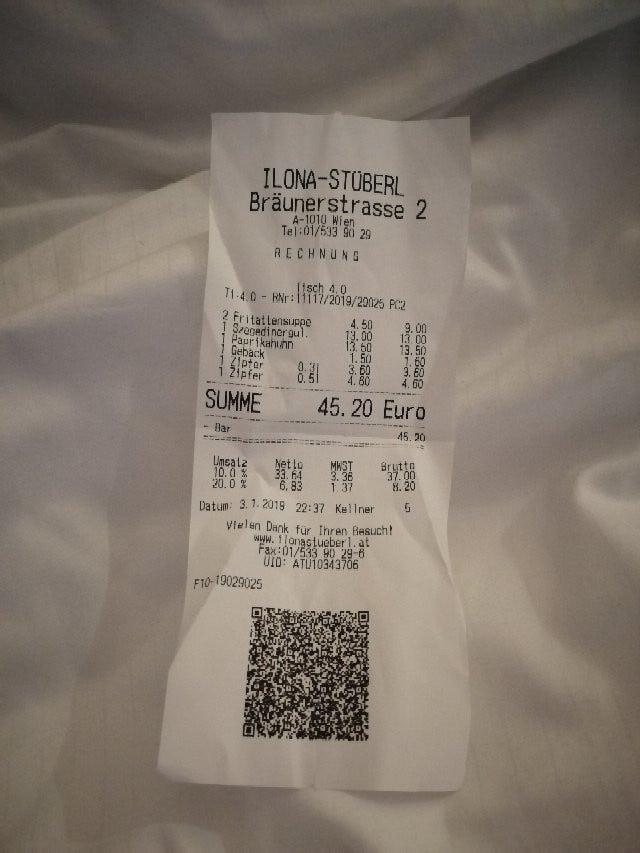 ILONA-STÜBERL
Bräunerstrasse 2
A-1010 Wien
Tel:01/533 90 29
RECHNUNG
Tisch 4.0
T1:4.0 - RNr:11117/2019/29025 PC2
2 Fritattensuppe 4.50 9.00
1 Szegedinergul. 13.00 13.00
1 Paprikahuhn 13.50 13.50
1 Gebäck 1.50 1.50
1 Zipfer 0.3l 3.60 3.60
1 Zipfer 0.5l 4.60 4.60
SUMME 45.20 Euro
- Bar 45.20
Umsatz Netto MWST Brutto
10.0 % 33.64 3.36 37.00
20.0 % 6.83 1.37 8.20
Datum: 3.1.2019 22:37 Kellner 5
Vielen Dank für Ihren Besuch!
www.ilonastueberl.at
Fax:01/533 90 29-6
UID: ATU10343706
F10-19029025